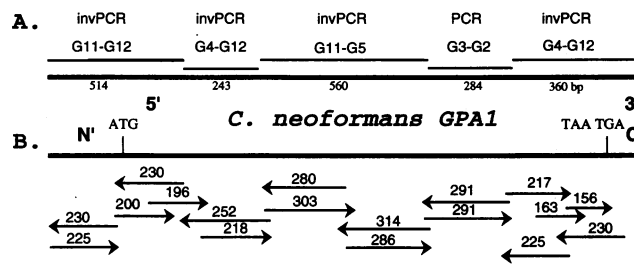 A. invPCR invPCR invPCR PCR invPCR
G11-G12 G4-G12 G11-G5 G3-G2 G4-G12
514 243 560 284 360 bp
5' 3
N' ATG C. neoformans GPA1 TAA TGA C
B.
230 280 217
196 291 156
200 303 163
230 252 314 291
225 218 286 225 230